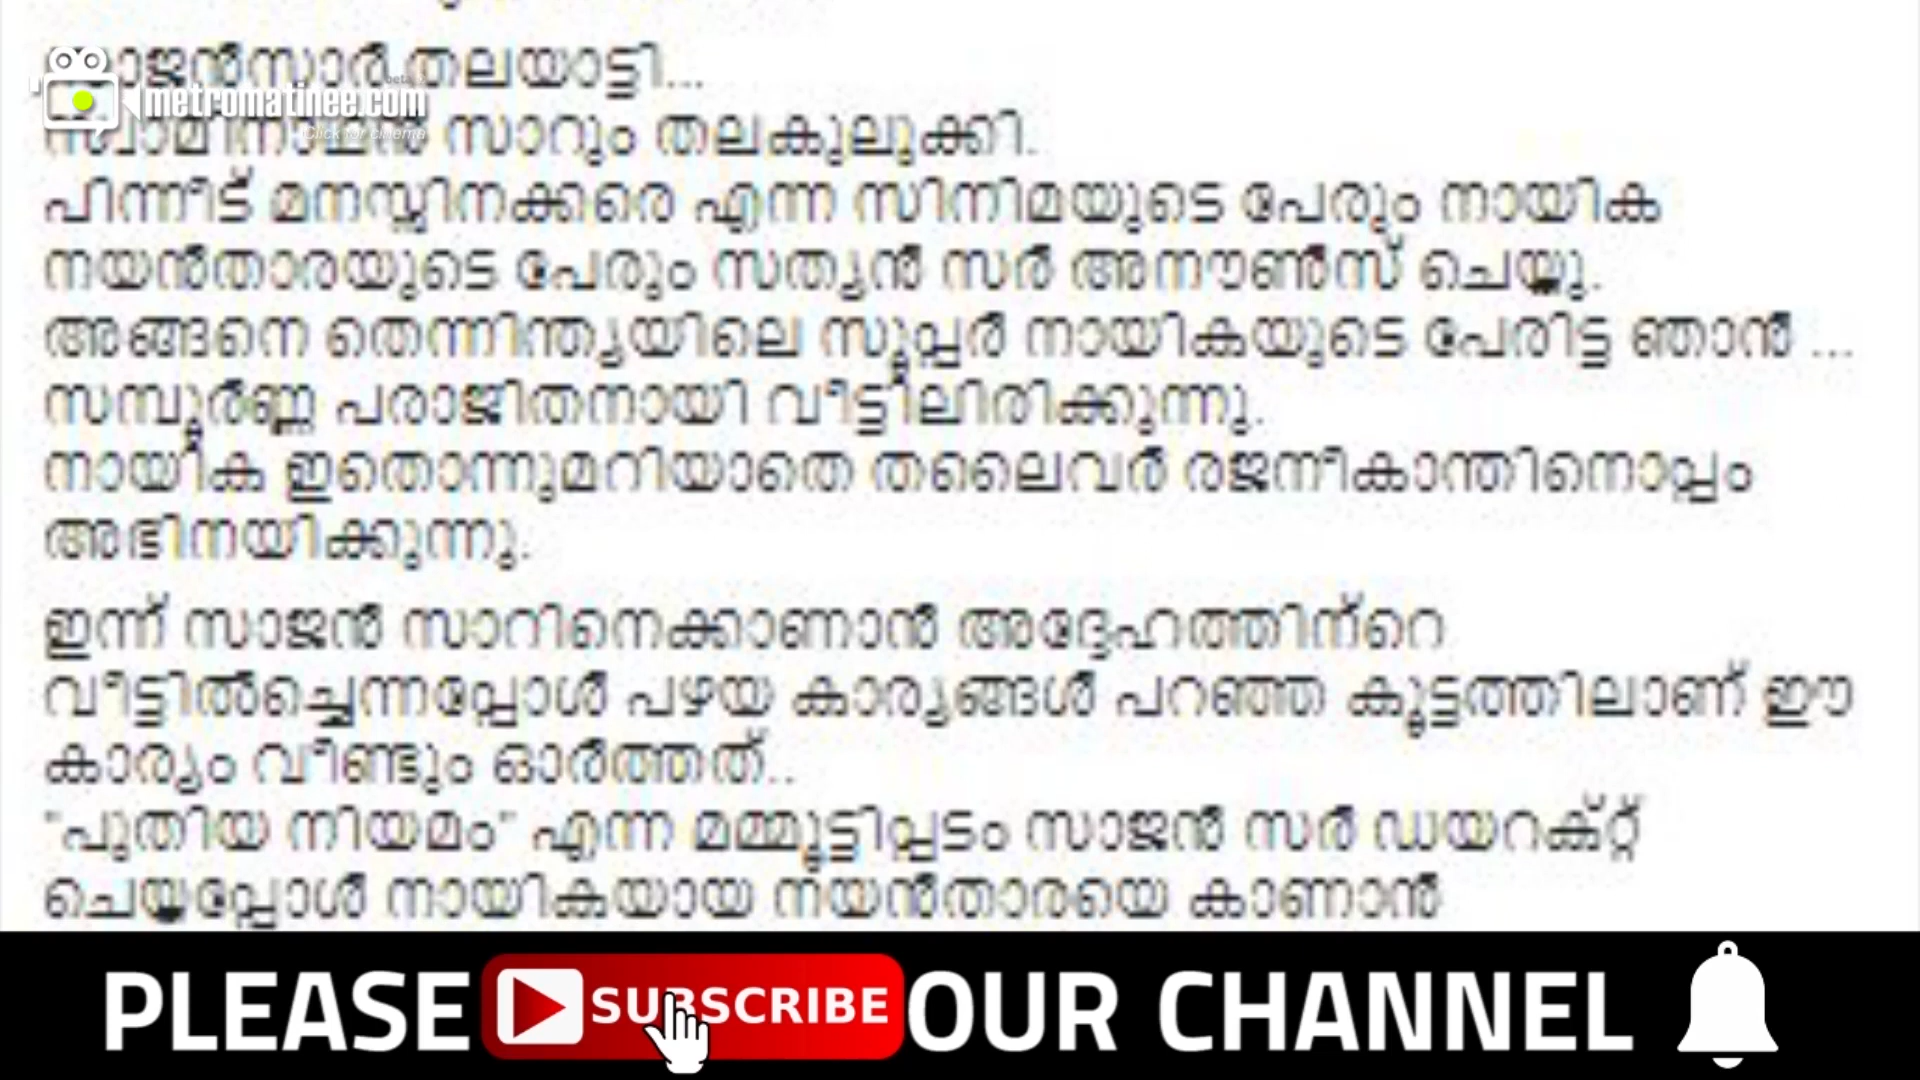 സാജൻസാർ തലയാട്ടി...
metromatinee.com
beta
Click for cinema
സ്വാമിനാഥൻ സാറും തലകുലുക്കി.
പിന്നീട് മനസ്സിനക്കരെ എന്ന സിനിമയുടെ പേരും നായിക
നയൻതാരയുടെ പേരും സത്യൻ സർ അനൗൺസ് ചെയ്തു.
അങ്ങനെ തെന്നിന്ത്യയിലെ സൂപ്പർ നായികയുടെ പേരിട്ട ഞാൻ ...
സമ്പൂർണ്ണ പരാജിതനായി വീട്ടിലിരിക്കുന്നു.
നായിക ഇതൊന്നുമറിയാതെ തലൈവർ രജനീകാന്തിനൊപ്പം
അഭിനയിക്കുന്നു.
ഇന്ന് സാജൻ സാറിനെക്കാണാൻ അദ്ദേഹത്തിന്റെ
വീട്ടിൽച്ചെന്നപ്പോൾ പഴയ കാര്യങ്ങൾ പറഞ്ഞ കൂട്ടത്തിലാണ് ഈ
കാര്യം വീണ്ടും ഓർത്തത്..
"പുതിയ നിയമം" എന്ന മമ്മൂട്ടിപ്പടം സാജൻ സർ ഡയറക്റ്റ്
ചെയ്തപ്പോൾ നായികയായ നയൻതാരയെ കാണാൻ
PLEASE SUBSCRIBE OUR CHANNEL